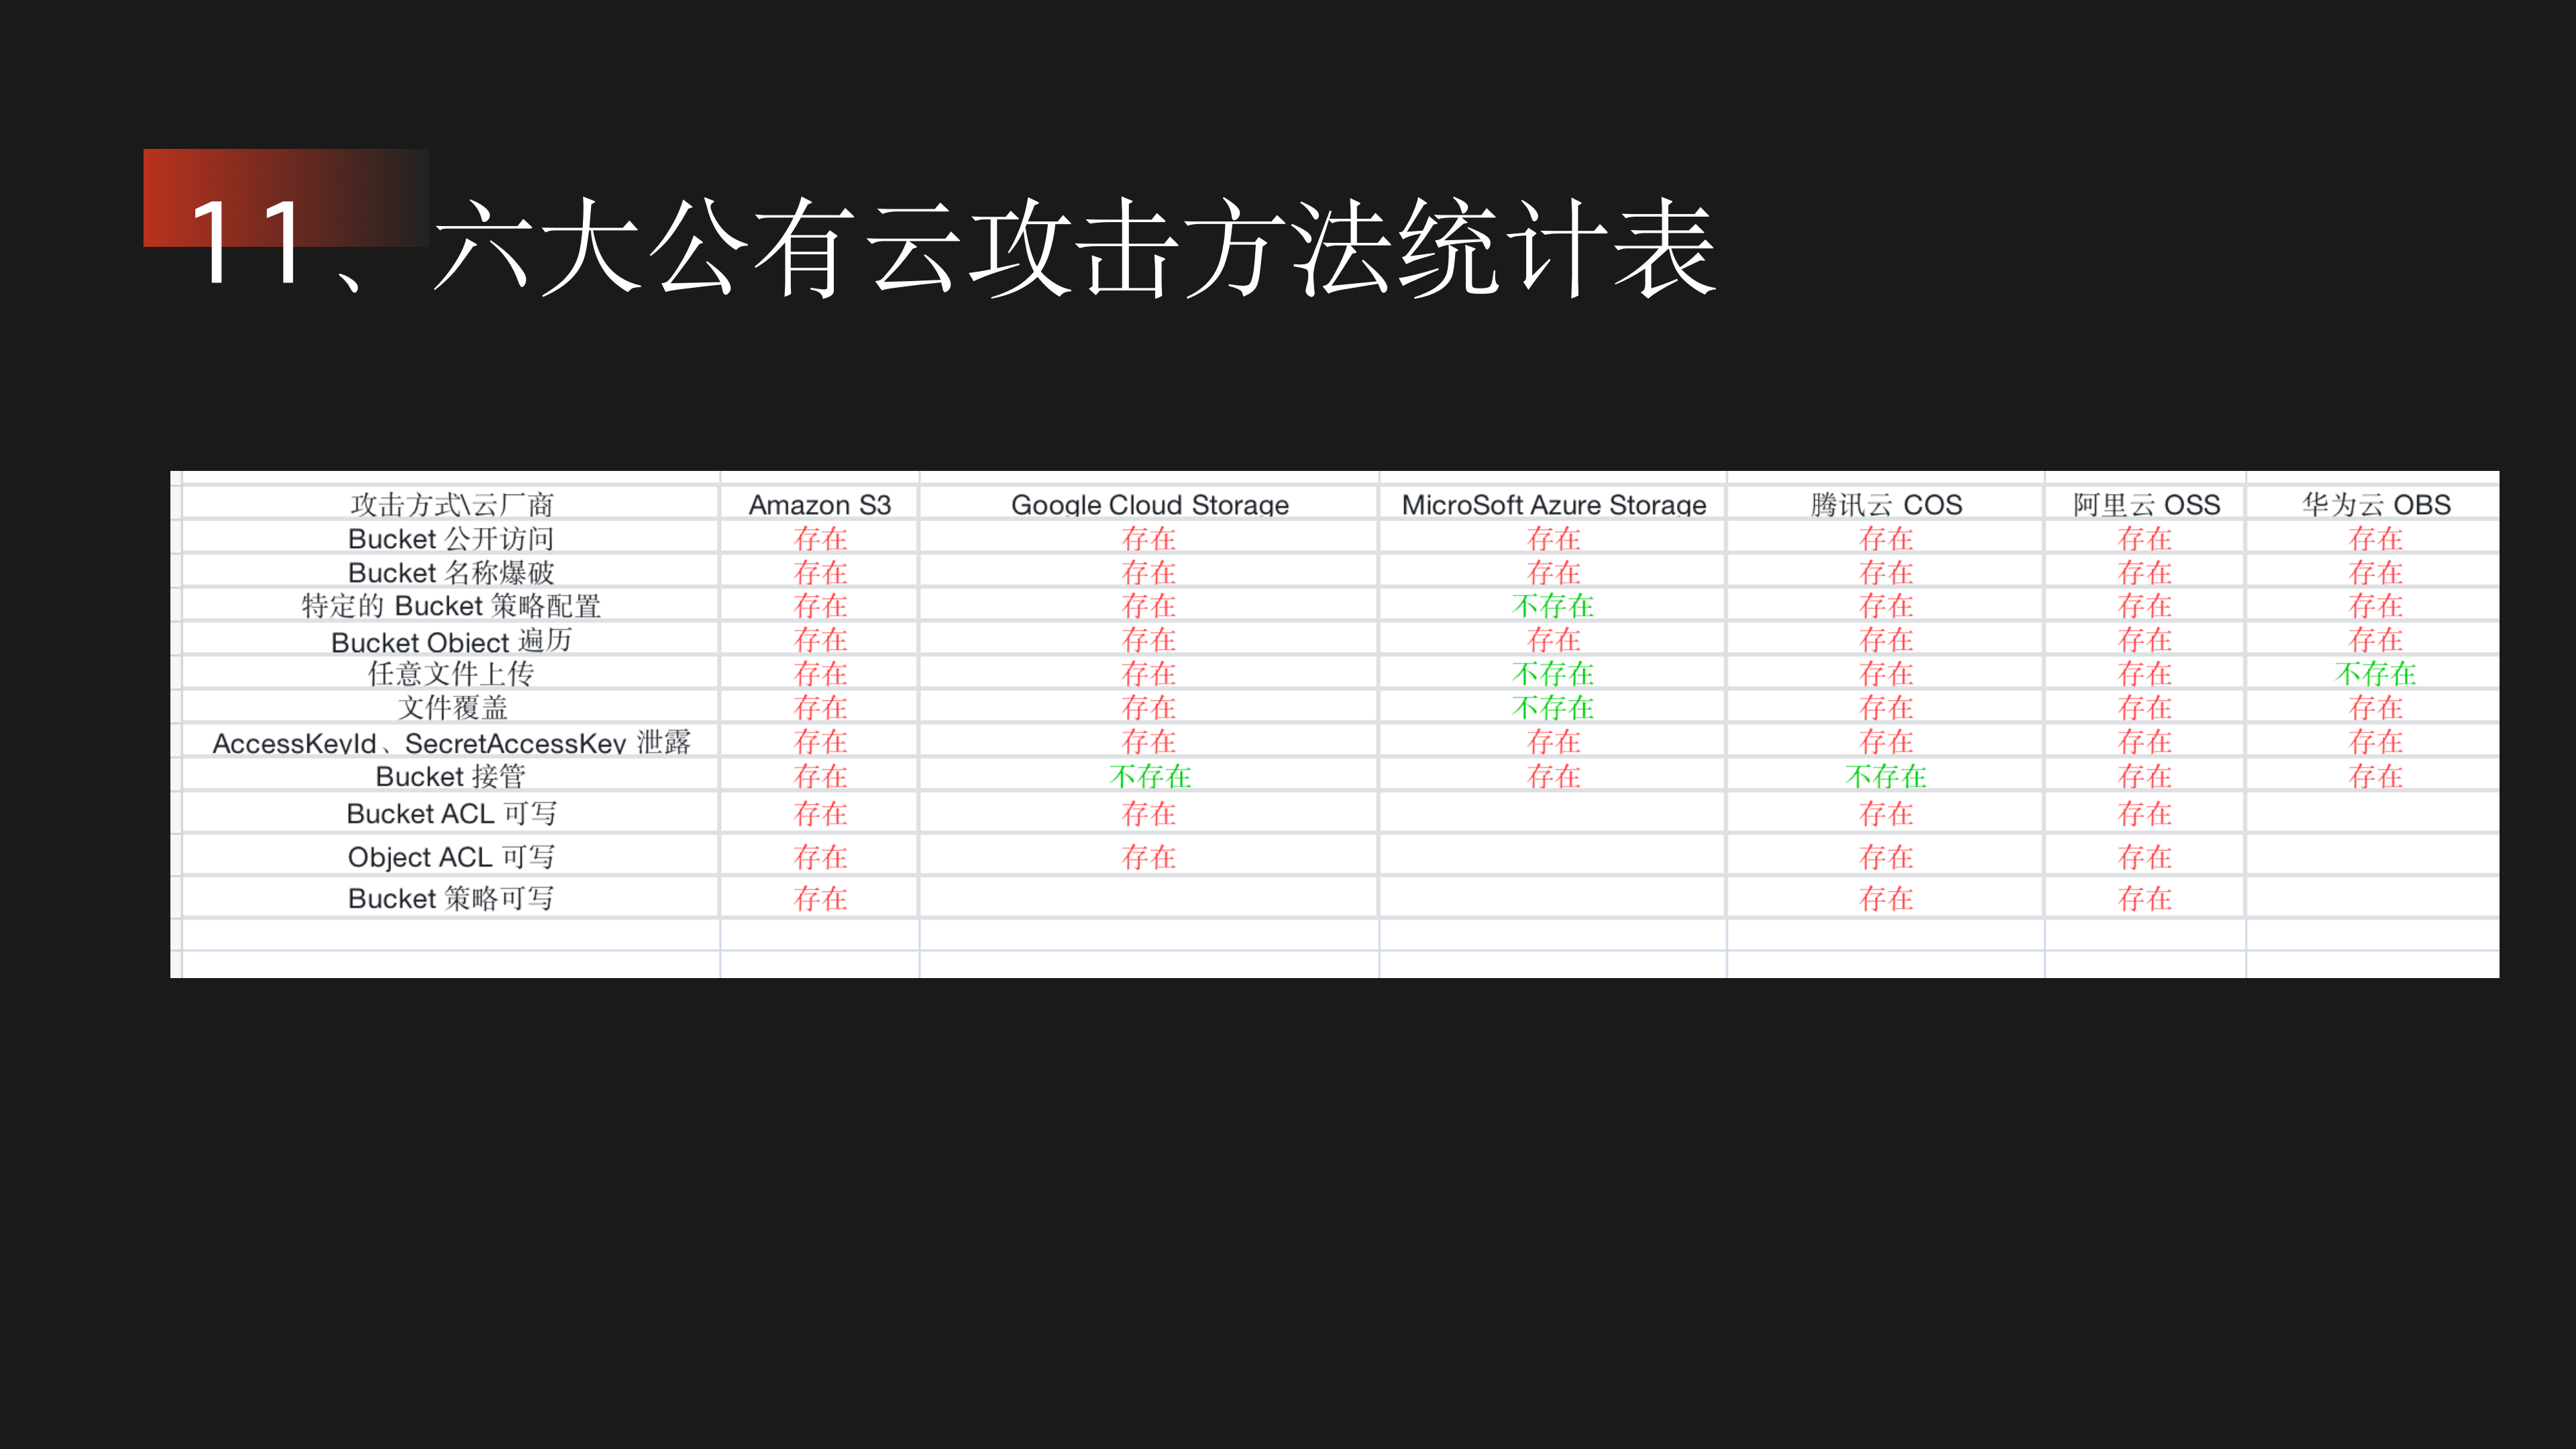 11、六大公有云攻击方法统计表
攻击方式\云厂商 Amazon S3 Google Cloud Storage MicroSoft Azure Storage 腾讯云 COS 阿里云 OSS 华为云 OBS
Bucket 公开访问 存在 存在 存在 存在 存在 存在
Bucket 名称爆破 存在 存在 存在 存在 存在 存在
特定的 Bucket 策略配置 存在 存在 不存在 存在 存在 存在
Bucket Object 遍历 存在 存在 存在 存在 存在 存在
任意文件上传 存在 存在 不存在 存在 存在 不存在
文件覆盖 存在 存在 不存在 存在 存在 存在
AccessKeyId、SecretAccessKey 泄露 存在 存在 存在 存在 存在 存在
Bucket 接管 存在 不存在 存在 不存在 存在 存在
Bucket ACL 可写 存在 存在 存在 存在
Object ACL 可写 存在 存在 存在 存在
Bucket 策略可写 存在 存在 存在